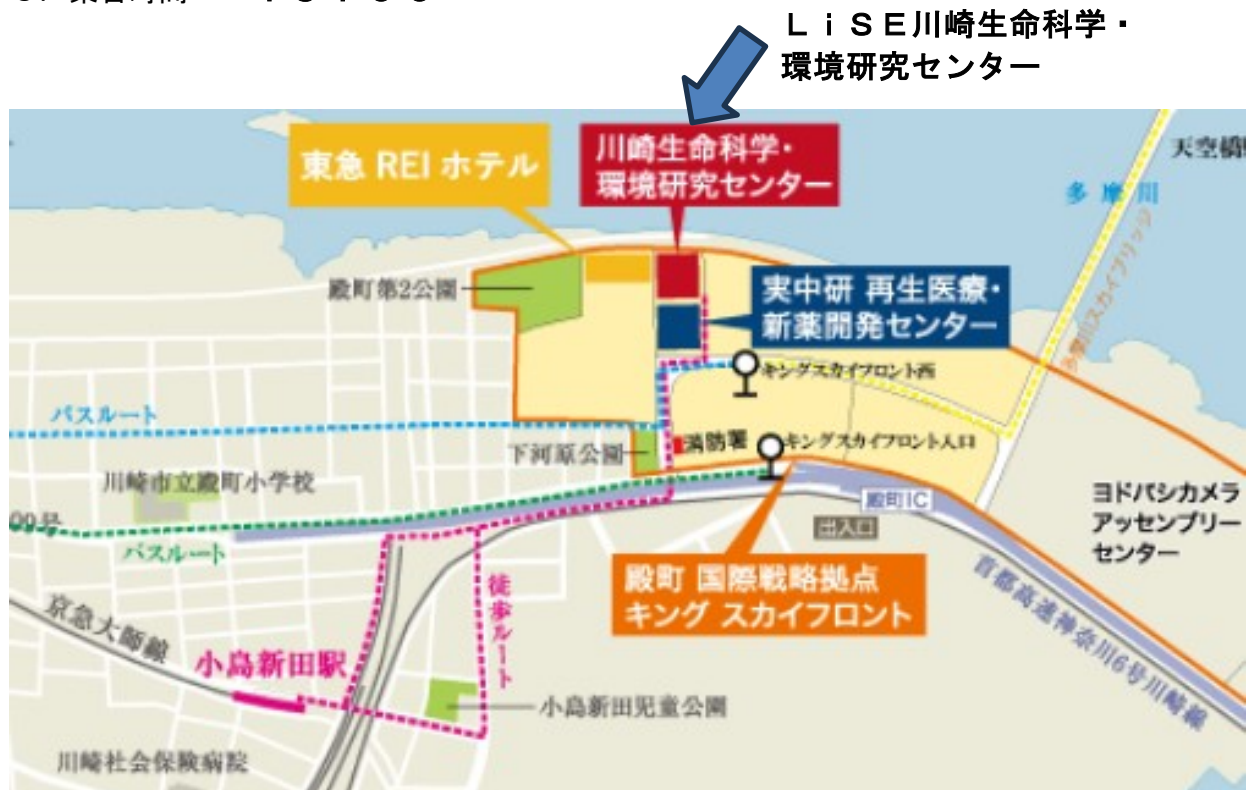 ＬｉＳＥ川崎生命科学・
環境研究センター
東急 REI ホテル
川崎生命科学・
環境研究センター
天空橋
多摩川
多摩川スカイブリッジ
殿町第2公園
実中研 再生医療・
新薬開発センター
キングスカイフロント西
バスルート
下河原公園
消防署
キングスカイフロント入口
川崎市立殿町小学校
殿町IC
出入口
ヨドバシカメラ
アッセンブリー
センター
バスルート
殿町 国際戦略拠点
キング スカイフロント
首都高速神奈川6号川崎線
徒歩ルート
京急大師線
小島新田駅
小島新田児童公園
川崎社会保険病院